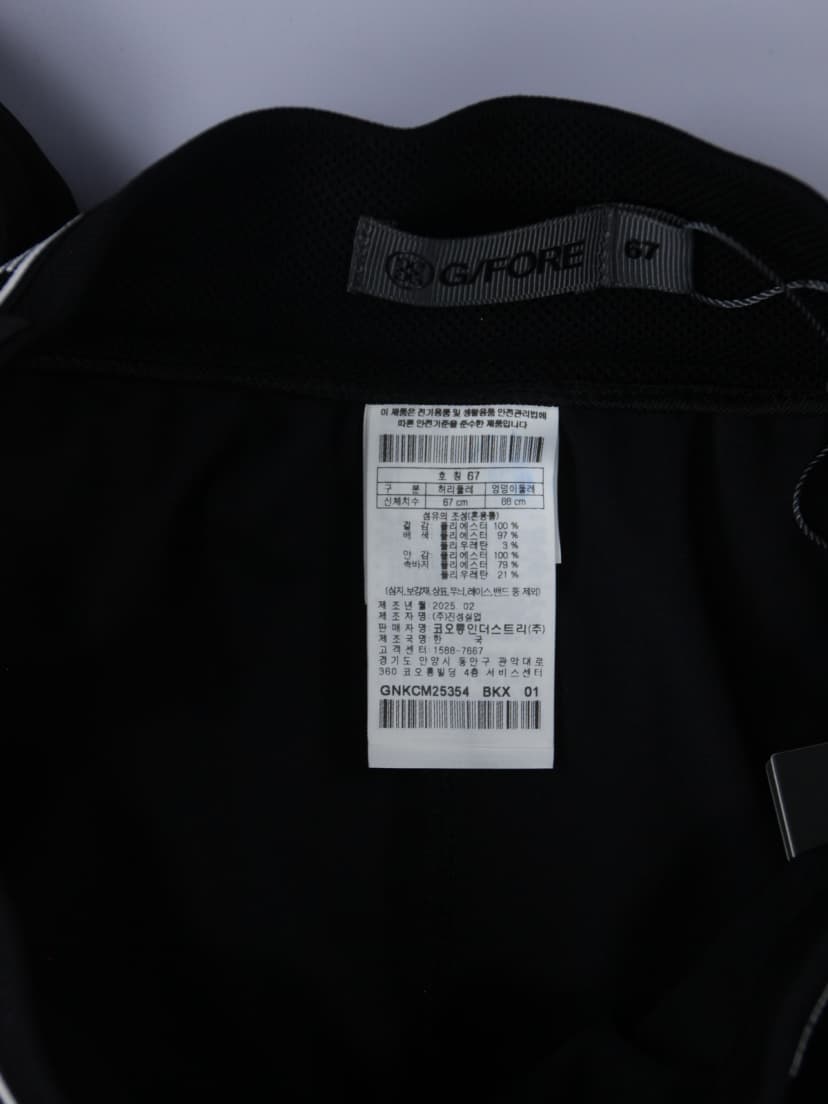 G/FORE 67
이 제품은 전기용품 및 생활용품 안전관리법에
따른 안전기준을 준수한 제품입니다
호 칭 67
구 분 허리둘레 엉덩이둘레
신체치수 67 cm 88 cm
섬유의 조성(혼용률)
겉 감 폴리에스터 100 %
배 색 폴리에스터 97 %
폴리우레탄 3 %
안 감 폴리에스터 100 %
속바지 폴리에스터 79 %
폴리우레탄 21 %
(심지,보강재,상표,무늬,레이스,밴드 등 제외)
제 조 년 월:2025. 02
제 조 자 명:(주)진성실업
판 매 자 명:코오롱인더스트리(주)
제 조 국 명:한 국
고 객 센 터:1588-7667
경기도 안양시 동안구 관악대로
360 코오롱빌딩 4층 서비스센터
GNKCM25354 BKX 01